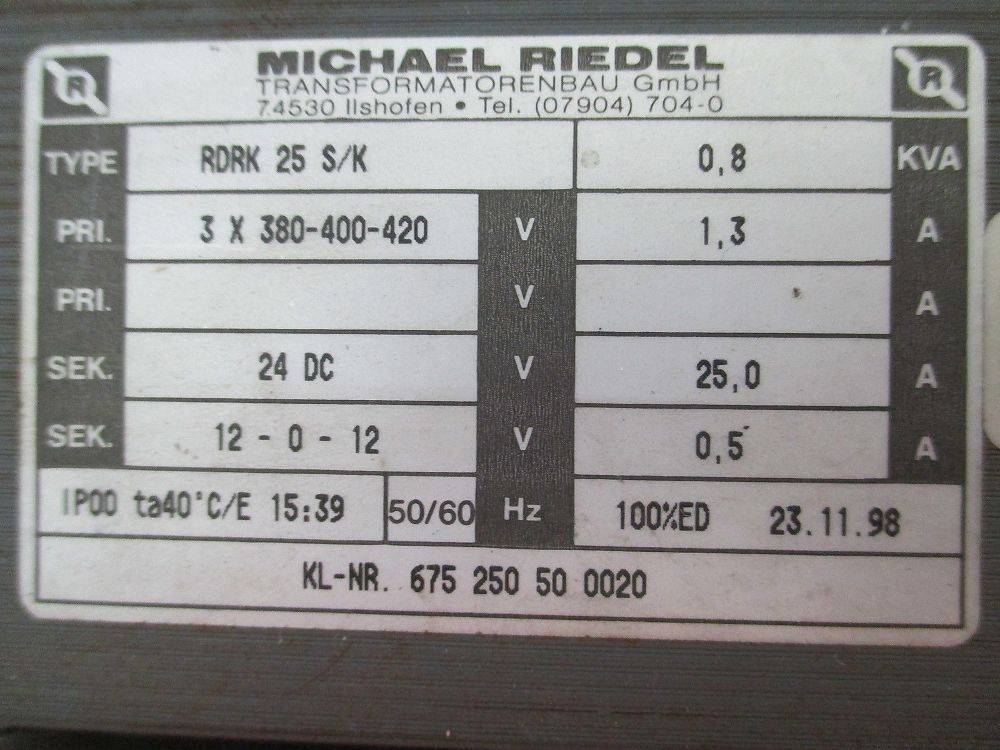 R MICHAEL RIEDEL R
TRANSFORMATORENBAU GmbH
74530 Ilshofen • Tel. (07904) 704-0
TYPE RDRK 25 S/K 0,8 KVA
PRI. 3 X 380-400-420 V 1,3 A
PRI. V A
SEK. 24 DC V 25,0 A
SEK. 12 - 0 - 12 V 0,5 A
IP00 ta40°C/E 15:39 50/60 Hz 100%ED 23.11.98
KL-NR. 675 250 50 0020